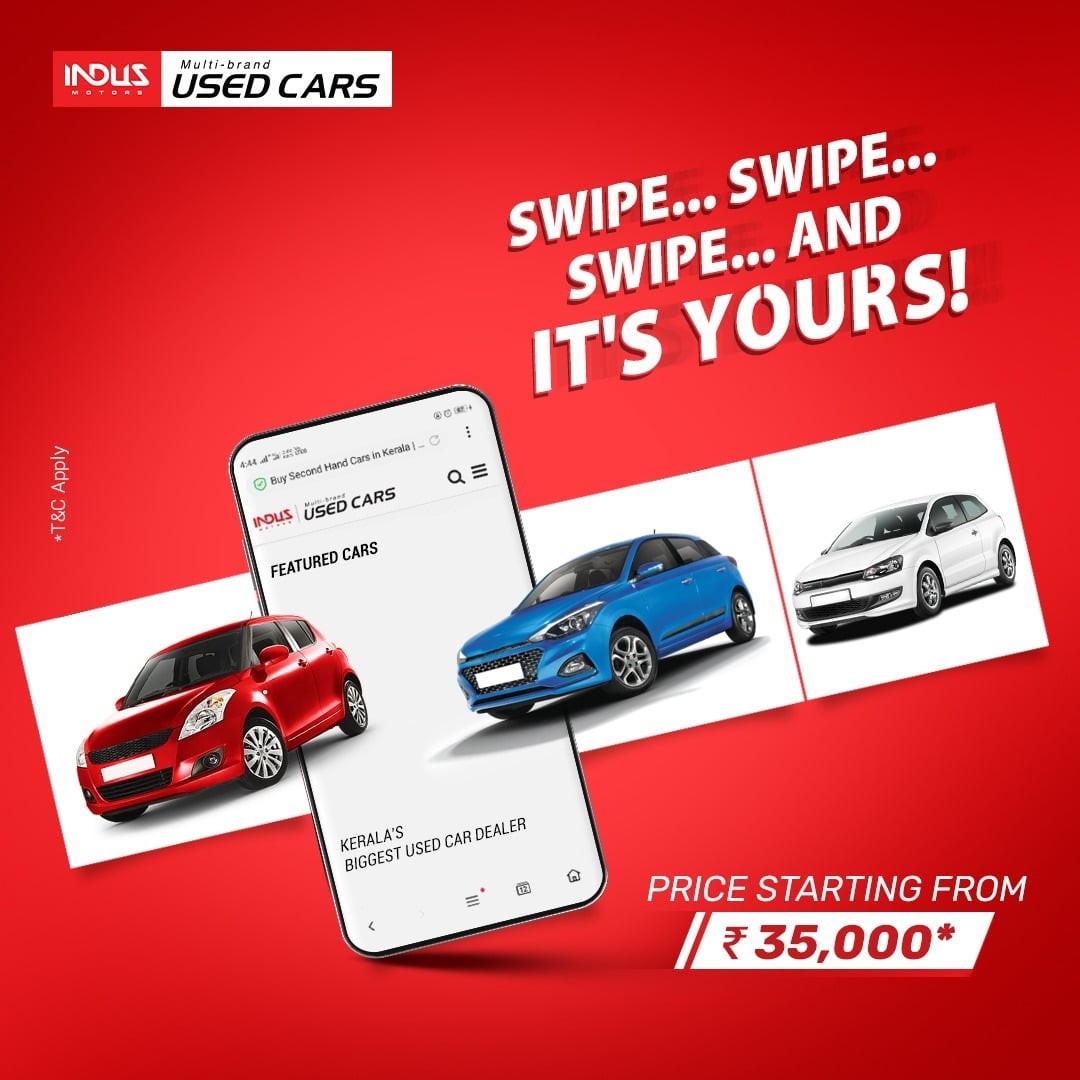 INDUS
MOTORS
Multi-brand
USED CARS
SWIPE... SWIPE...
SWIPE... AND
IT'S YOURS!
*T&C Apply
4:44
Buy Second Hand Cars in Kerala | ...
INDUS
MOTORS
Multi-brand
USED CARS
FEATURED CARS
KERALA'S
BIGGEST USED CAR DEALER
12
PRICE STARTING FROM
₹ 35,000*